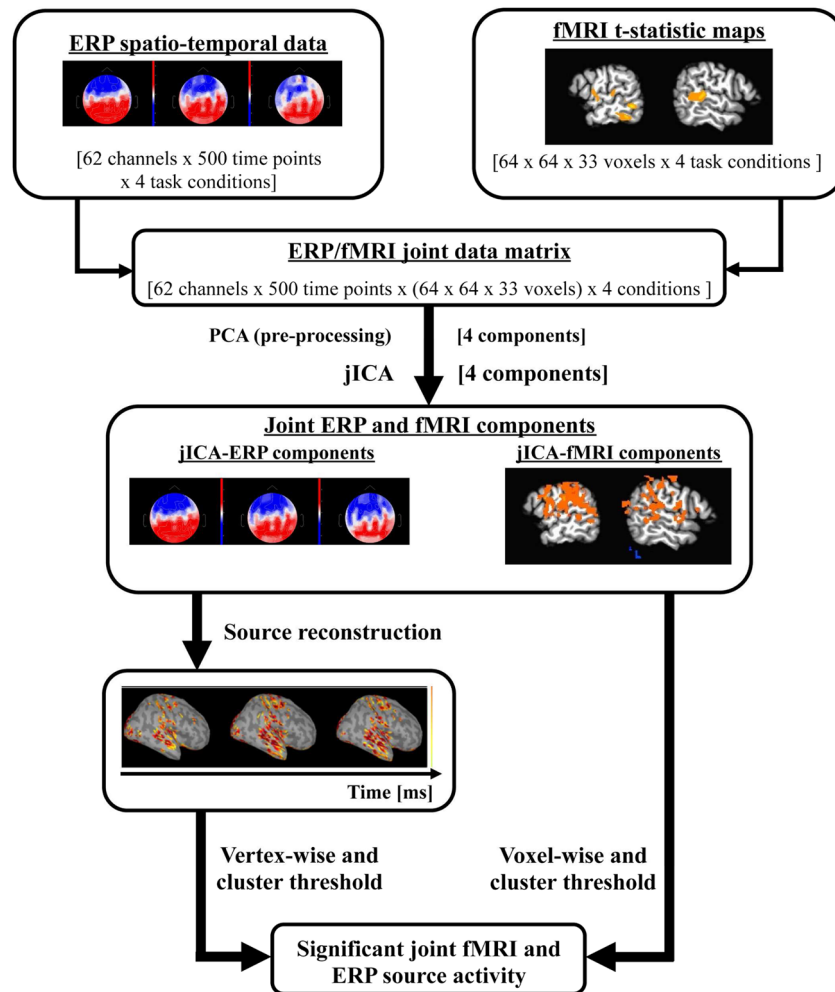 ERP spatio-temporal data
[62 channels x 500 time points
x 4 task conditions]
fMRI t-statistic maps
[64 x 64 x 33 voxels x 4 task conditions ]
ERP/fMRI joint data matrix
[62 channels x 500 time points x (64 x 64 x 33 voxels) x 4 conditions ]
PCA (pre-processing) [4 components]
jICA [4 components]
Joint ERP and fMRI components
jICA-ERP components
jICA-fMRI components
Source reconstruction
Time [ms]
Vertex-wise and
cluster threshold
Voxel-wise and
cluster threshold
Significant joint fMRI and
ERP source activity